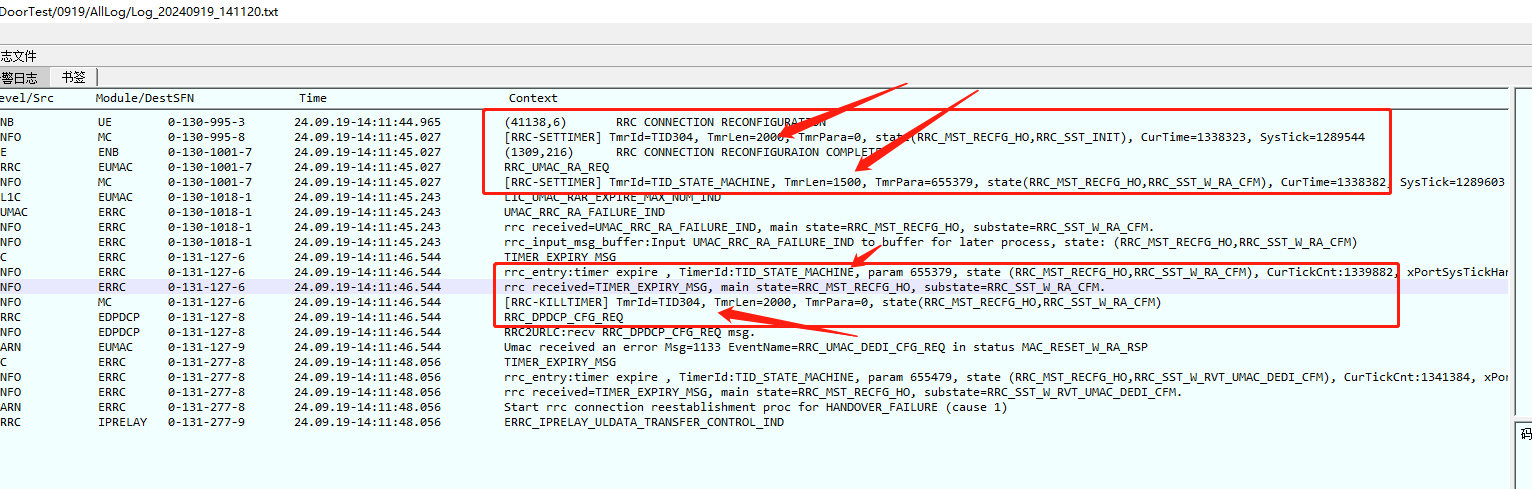 DoorTest/0919/AllLog/Log_20240919_141120.txt
志文件
警日志 书签
evel/Src Module/DestSFN Time Context
NB UE 0-130-995-3 24.09.19-14:11:44.965 (41138,6) RRC CONNECTION RECONFIGURATION
NFO MC 0-130-995-8 24.09.19-14:11:45.027 [RRC-SETTIMER] TmrId=TID304, TmrLen=2000, TmrPara=0, state(RRC_MST_RECFG_HO,RRC_SST_INIT), CurTime=1338323, SysTick=1289544
E ENB 0-130-1001-7 24.09.19-14:11:45.027 (1309,216) RRC CONNECTION RECONFIGURAION COMPLETE
RRC EUMAC 0-130-1001-7 24.09.19-14:11:45.027 RRC_UMAC_RA_REQ
NFO MC 0-130-1001-7 24.09.19-14:11:45.027 [RRC-SETTIMER] TmrId=TID_STATE_MACHINE, TmrLen=1500, TmrPara=655379, state(RRC_MST_RECFG_HO,RRC_SST_W_RA_CFM), CurTime=1338382, SysTick=1289603
L1C EUMAC 0-130-1018-1 24.09.19-14:11:45.243 L1C_UMAC_RAR_EXPIRE_MAX_NUM_IND
UMAC ERRC 0-130-1018-1 24.09.19-14:11:45.243 UMAC_RRC_RA_FAILURE_IND
NFO ERRC 0-130-1018-1 24.09.19-14:11:45.243 rrc received=UMAC_RRC_RA_FAILURE_IND, main state=RRC_MST_RECFG_HO, substate=RRC_SST_W_RA_CFM.
NFO ERRC 0-130-1018-1 24.09.19-14:11:45.243 rrc_input_msg_buffer:Input UMAC_RRC_RA_FAILURE_IND to buffer for later process, state: (RRC_MST_RECFG_HO,RRC_SST_W_RA_CFM)
C ERRC 0-131-127-6 24.09.19-14:11:46.544 TIMER_EXPIRY_MSG
NFO ERRC 0-131-127-6 24.09.19-14:11:46.544 rrc_entry:timer expire , TimerId:TID_STATE_MACHINE, param 655379, state (RRC_MST_RECFG_HO,RRC_SST_W_RA_CFM), CurTickCnt:1339882, xPortSysTickHan
NFO ERRC 0-131-127-6 24.09.19-14:11:46.544 rrc received=TIMER_EXPIRY_MSG, main state=RRC_MST_RECFG_HO, substate=RRC_SST_W_RA_CFM.
NFO MC 0-131-127-6 24.09.19-14:11:46.544 [RRC-KILLTIMER] TmrId=TID304, TmrLen=2000, TmrPara=0, state(RRC_MST_RECFG_HO,RRC_SST_W_RA_CFM)
RRC EDPDCP 0-131-127-8 24.09.19-14:11:46.544 RRC_DPDCP_CFG_REQ
NFO EDPDCP 0-131-127-8 24.09.19-14:11:46.544 RRC2URLC:recv RRC_DPDCP_CFG_REQ msg.
ARN EUMAC 0-131-127-9 24.09.19-14:11:46.544 Umac received an error Msg=1133 EventName=RRC_UMAC_DEDI_CFG_REQ in status MAC_RESET_W_RA_RSP
C ERRC 0-131-277-8 24.09.19-14:11:48.056 TIMER_EXPIRY_MSG
NFO ERRC 0-131-277-8 24.09.19-14:11:48.056 rrc_entry:timer expire , TimerId:TID_STATE_MACHINE, param 655479, state (RRC_MST_RECFG_HO,RRC_SST_W_RVT_UMAC_DEDI_CFM), CurTickCnt:1341384, xPor
NFO ERRC 0-131-277-8 24.09.19-14:11:48.056 rrc received=TIMER_EXPIRY_MSG, main state=RRC_MST_RECFG_HO, substate=RRC_SST_W_RVT_UMAC_DEDI_CFM.
ARN ERRC 0-131-277-8 24.09.19-14:11:48.056 Start rrc connection reestablishment proc for HANDOVER_FAILURE (cause 1)
RRC IPRELAY 0-131-277-9 24.09.19-14:11:48.056 ERRC_IPRELAY_ULDATA_TRANSFER_CONTROL_IND
码